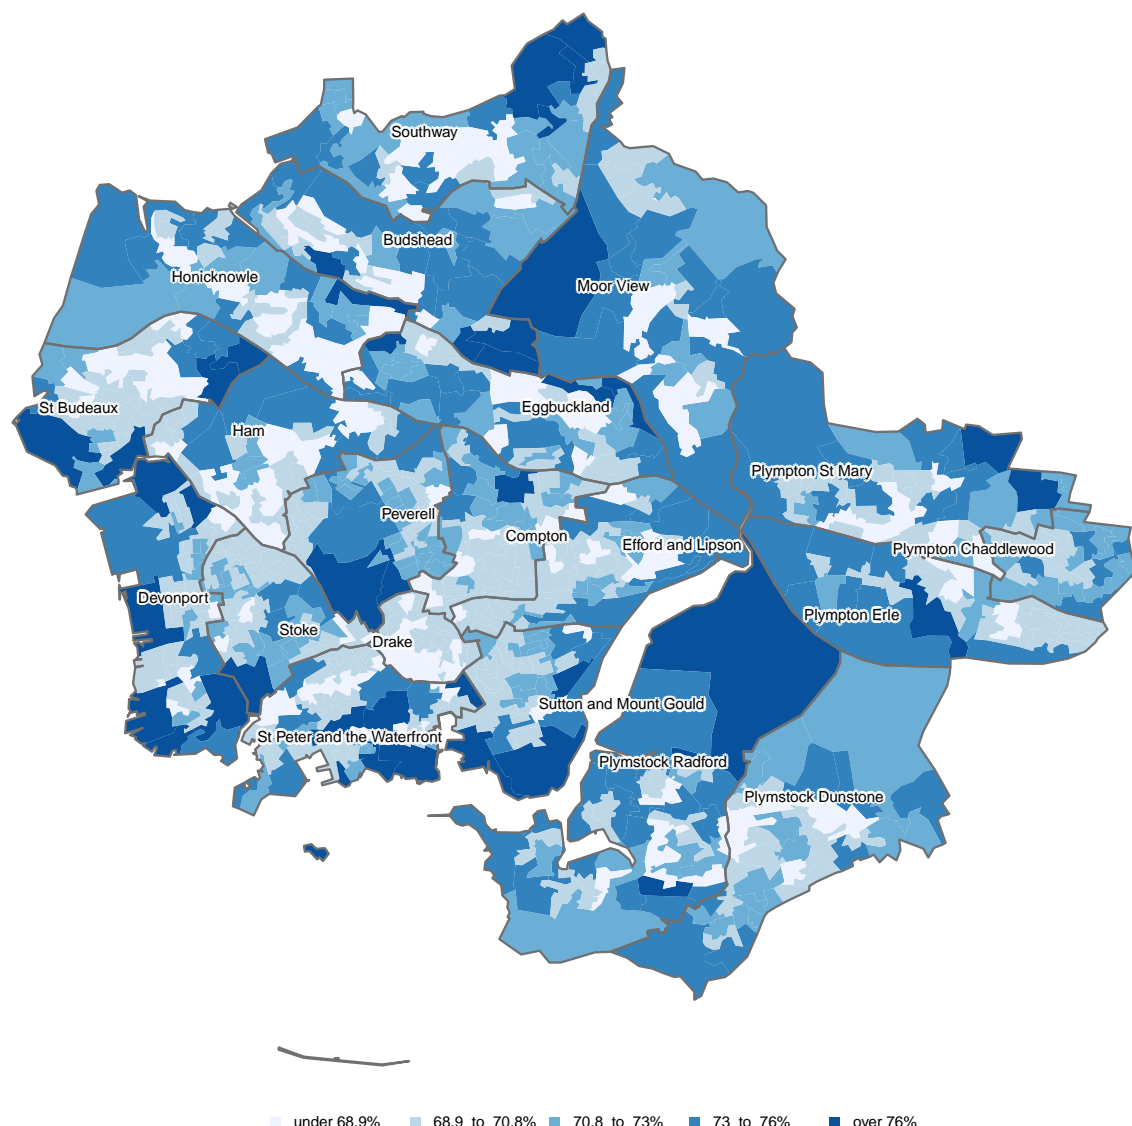 Southway
Budshead
Honicknowle
Moor View
St Budeaux
Ham
Eggbuckland
Plympton St Mary
Peverell
Compton
Efford and Lipson
Plympton Chaddlewood
Devonport
Stoke
Drake
Plympton Erle
Sutton and Mount Gould
St Peter and the Waterfront
Plymstock Radford
Plymstock Dunstone
under 68.9% 68.9 to 70.8% 70.8 to 73% 73 to 76% over 76%